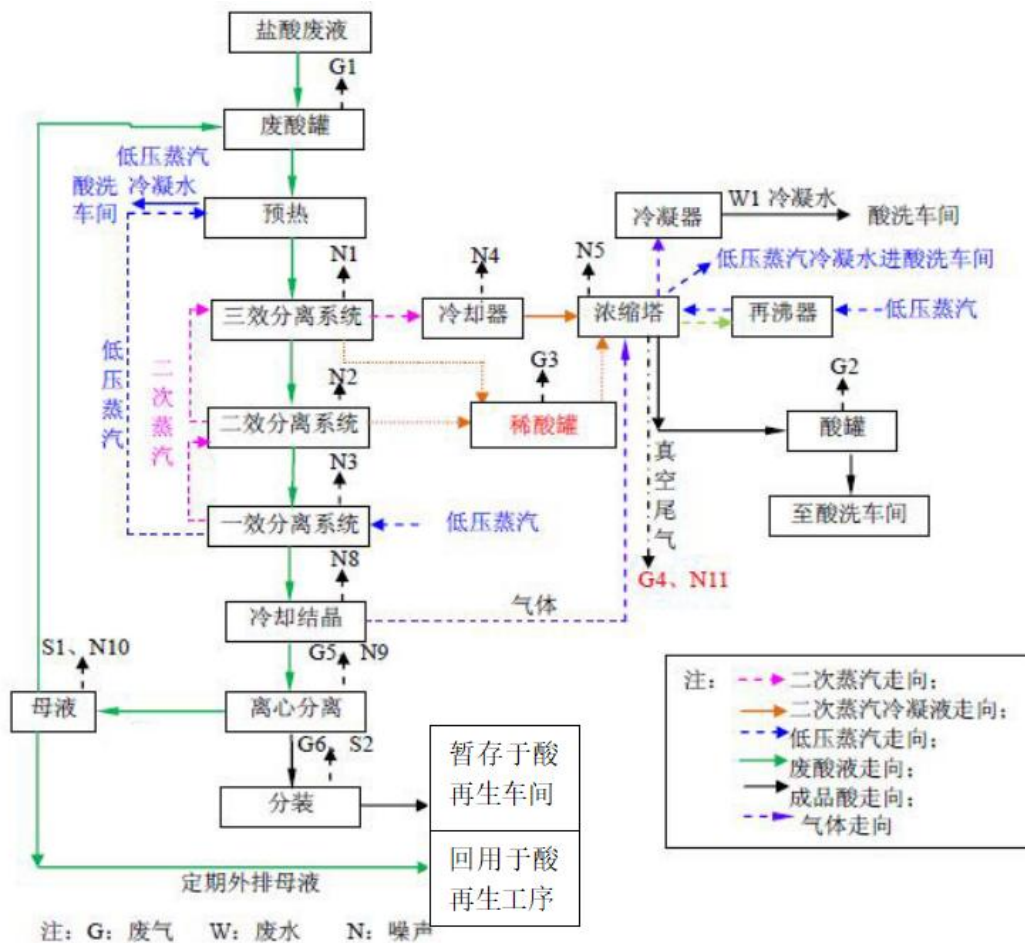 盐酸废液
G1
废酸罐
低压蒸汽
酸洗 冷凝水
车间
预热
冷凝器
W1 冷凝水
酸洗车间
N1
N4
N5
低压蒸汽冷凝水进酸洗车间
三效分离系统
冷却器
浓缩塔
再沸器
低压蒸汽
低压蒸汽
二次蒸汽
N2
G3
G2
二效分离系统
稀酸罐
酸罐
真空尾气
N3
一效分离系统
低压蒸汽
至酸洗车间
N8
G4、N11
冷却结晶
气体
S1、N10
G5、N9
母液
离心分离
G6、S2
分装
暂存于酸
再生车间
回用于酸
再生工序
定期外排母液
注：
二次蒸汽走向；
二次蒸汽冷凝液走向；
低压蒸汽走向；
废酸液走向；
成品酸走向；
气体走向
注：G：废气 W：废水 N：噪声